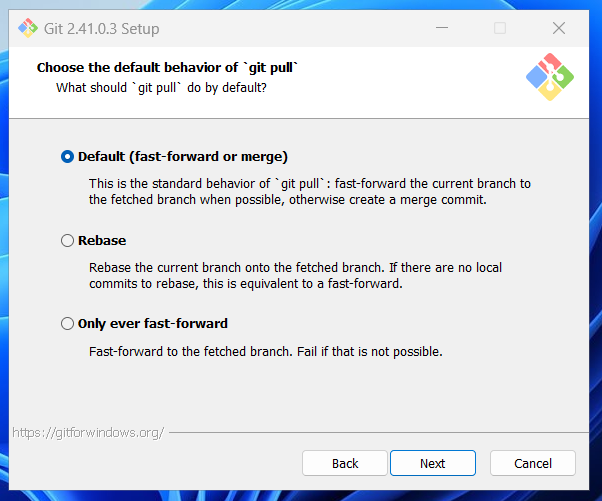 Git 2.41.0.3 Setup
Choose the default behavior of `git pull`
What should `git pull` do by default?
Default (fast-forward or merge)
This is the standard behavior of `git pull`: fast-forward the current branch to
the fetched branch when possible, otherwise create a merge commit.
Rebase
Rebase the current branch onto the fetched branch. If there are no local
commits to rebase, this is equivalent to a fast-forward.
Only ever fast-forward
Fast-forward to the fetched branch. Fail if that is not possible.
https://gitforwindows.org/
Back
Next
Cancel